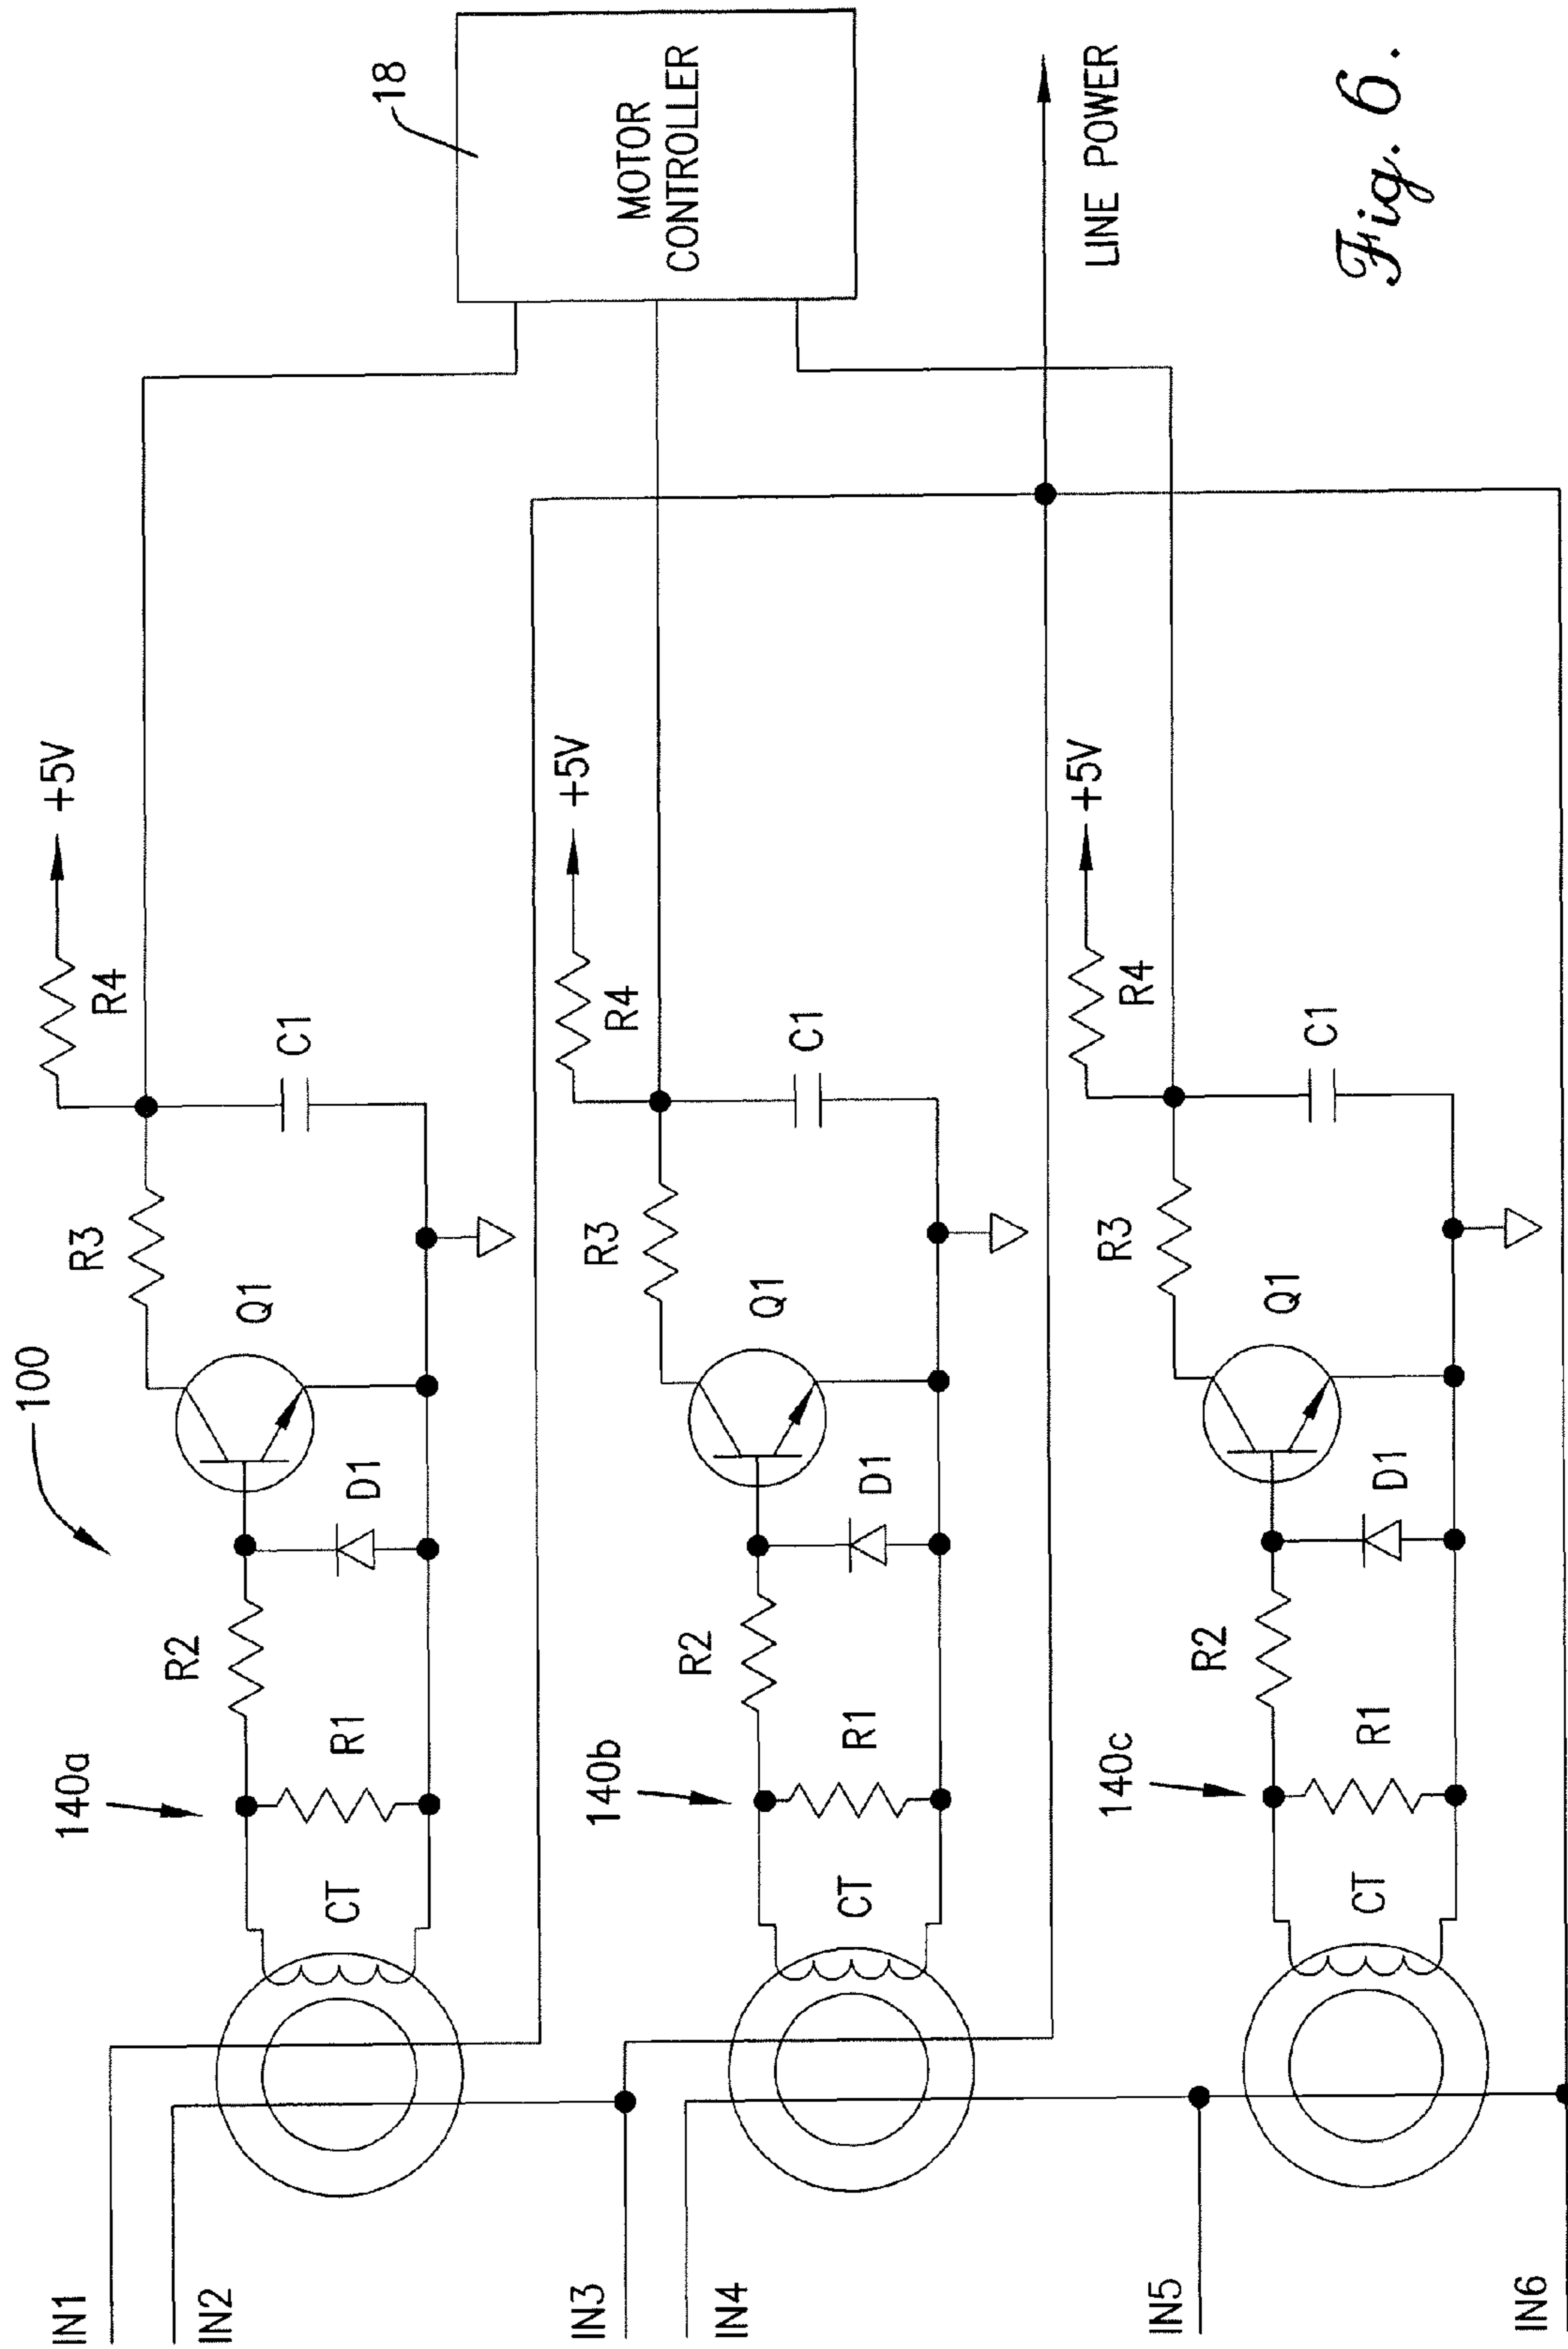 100
18
MOTOR
CONTROLLER
LINE POWER
140a
IN1
IN2
CT
R1
R2
D1
Q1
R3
C1
R4
+5V
140b
IN3
IN4
CT
R1
R2
D1
Q1
R3
C1
R4
+5V
140c
IN5
IN6
CT
R1
R2
D1
Q1
R3
C1
R4
+5V
Fig. 6.